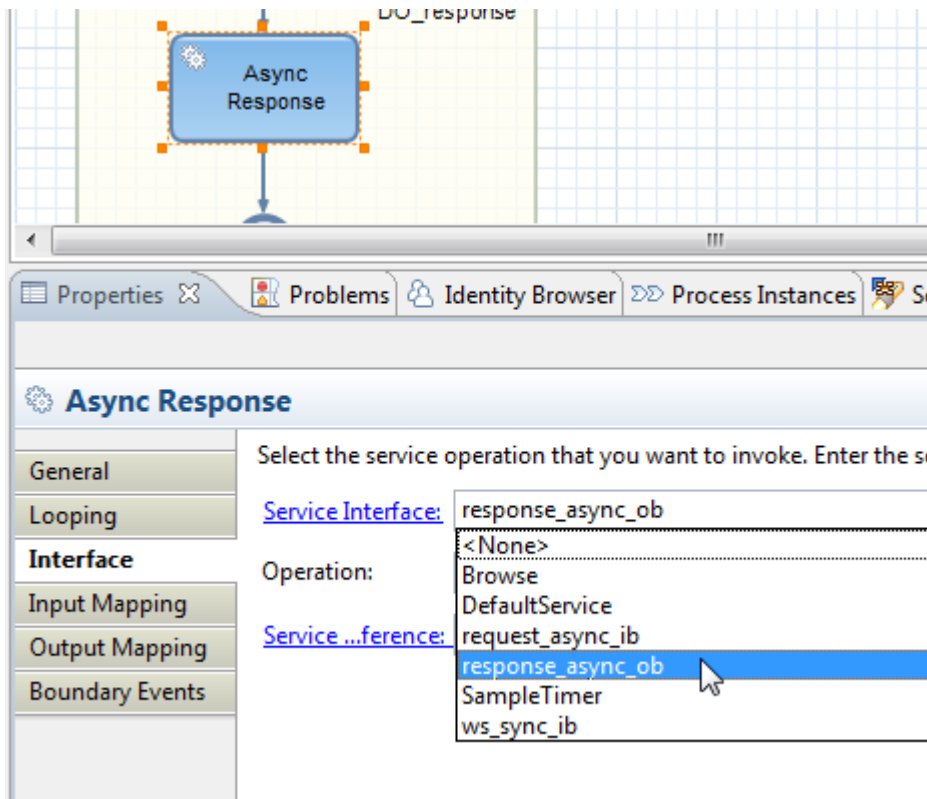 DO_response
Async
Response
Properties
Problems
Identity Browser
Process Instances
Async Response
General
Looping
Interface
Input Mapping
Output Mapping
Boundary Events
Select the service operation that you want to invoke. Enter the
Service Interface: response_async_ob
Operation:
Service ...ference:
<None>
Browse
DefaultService
request_async_ib
response_async_ob
SampleTimer
ws_sync_ib